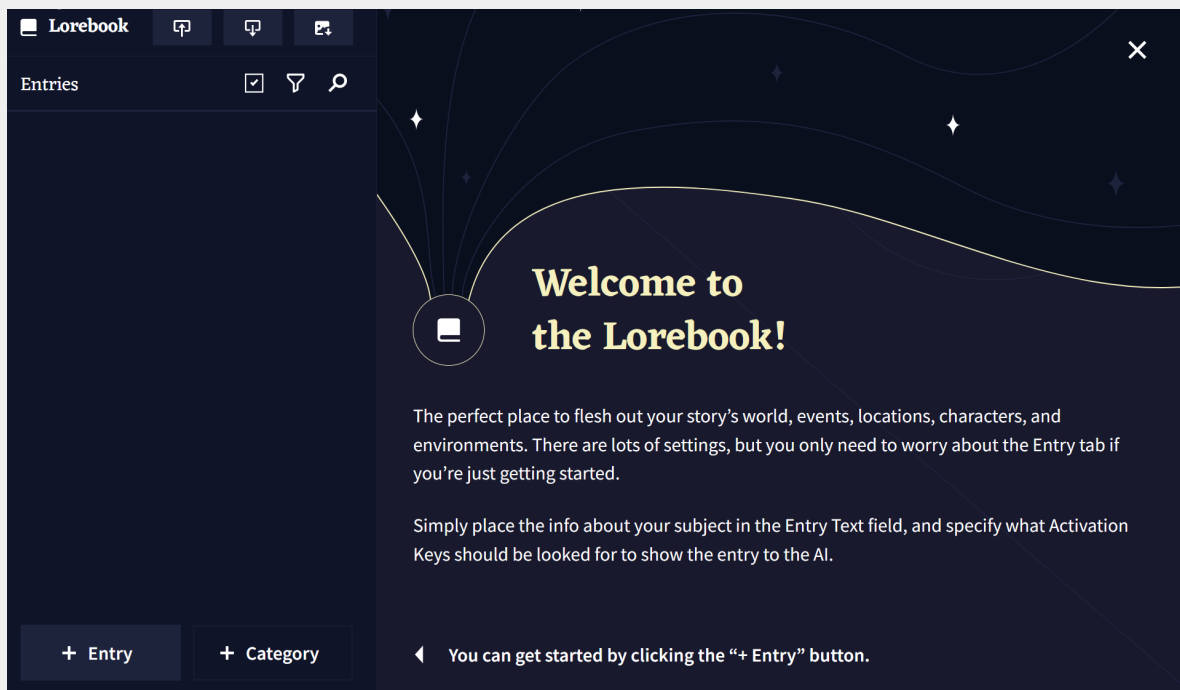 Lorebook
Entries
Welcome to
the Lorebook!
The perfect place to flesh out your story’s world, events, locations, characters, and
environments. There are lots of settings, but you only need to worry about the Entry tab if
you’re just getting started.
Simply place the info about your subject in the Entry Text field, and specify what Activation
Keys should be looked for to show the entry to the AI.
+ Entry
+ Category
You can get started by clicking the “+ Entry” button.